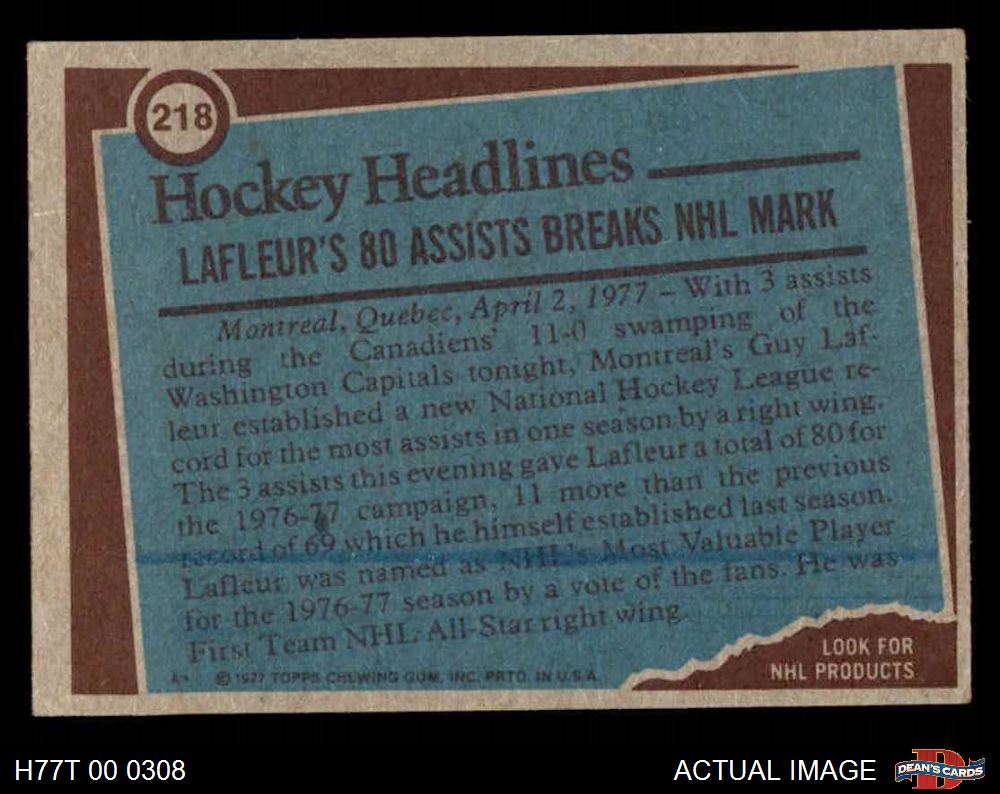 218
Hockey Headlines
LAFLEUR'S 80 ASSISTS BREAKS NHL MARK
Montreal, Quebec, April 2, 1977 – With 3 assists
during the Canadiens' 11-0 swamping of the
Washington Capitals tonight, Montreal's Guy Laf-
leur established a new National Hockey League re-
cord for the most assists in one season by a right wing.
The 3 assists this evening gave Lafleur a total of 80 for
the 1976-77 campaign, 11 more than the previous
record of 69 which he himself established last season.
Lafleur was named as NHL's Most Valuable Player
for the 1976-77 season by a vote of the fans. He was
First Team NHL All-Star right wing.
A* © 1977 TOPPS CHEWING GUM, INC. PRTD. IN U.S.A.
LOOK FOR
NHL PRODUCTS
H77T 00 0308
ACTUAL IMAGE
D
DEAN'S CARDS